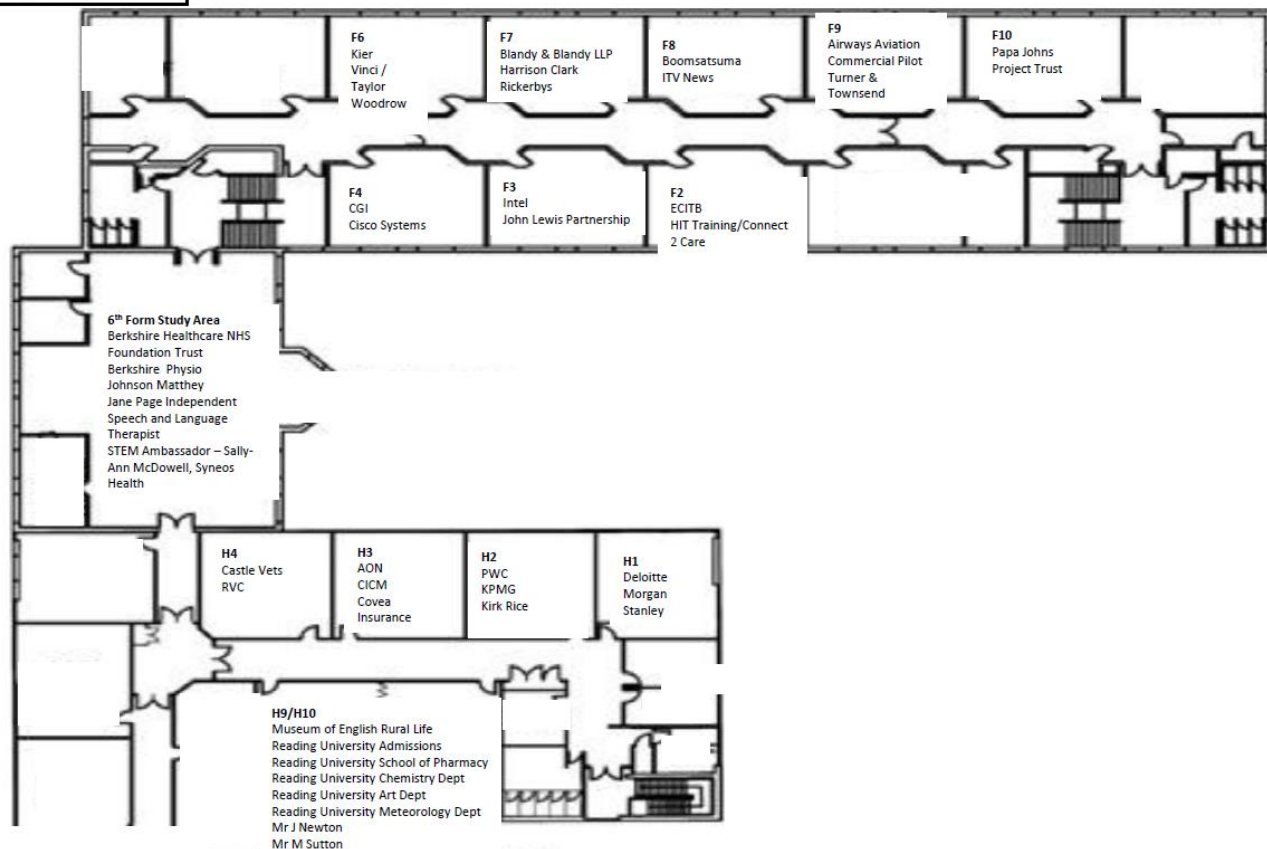 F6
Kier
Vinci /
Taylor
Woodrow
F7
Blandy & Blandy LLP
Harrison Clark
Rickerbys
F8
Boomsatsuma
ITV News
F9
Airways Aviation
Commercial Pilot
Turner &
Townsend
F10
Papa Johns
Project Trust
F4
CGI
Cisco Systems
F3
Intel
John Lewis Partnership
F2
ECITB
HIT Training/Connect
2 Care
6th Form Study Area
Berkshire Healthcare NHS
Foundation Trust
Berkshire Physio
Johnson Matthey
Jane Page Independent
Speech and Language
Therapist
STEM Ambassador – Sally-
Ann McDowell, Syneos
Health
H4
Castle Vets
RVC
H3
AON
CICM
Covea
Insurance
H2
PWC
KPMG
Kirk Rice
H1
Deloitte
Morgan
Stanley
H9/H10
Museum of English Rural Life
Reading University Admissions
Reading University School of Pharmacy
Reading University Chemistry Dept
Reading University Art Dept
Reading University Meteorology Dept
Mr J Newton
Mr M Sutton